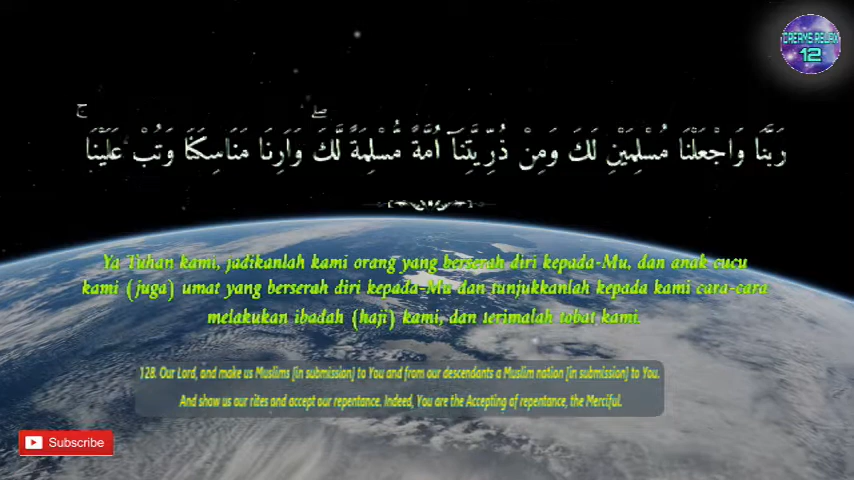 CREAMS RELAX
12
رَبَّنَا وَاجْعَلْنَا مُسْلِمَيْنِ لَكَ وَمِنْ ذُرِّيَّتِنَآ اُمَّةً مُّسْلِمَةً لَّكَۖ وَاَرِنَا مَنَاسِكَنَا وَتُبْ عَلَيْنَاۚ
Ya Tuhan kami, jadikanlah kami orang yang berserah diri kepada-Mu, dan anak cucu
kami (juga) umat yang berserah diri kepada-Mu dan tunjukkanlah kepada kami cara-cara
melakukan ibadah (haji) kami, dan terimalah tobat kami.
128. Our Lord, and make us Muslims [in submission] to You and from our descendants a Muslim nation [in submission] to You.
And show us our rites and accept our repentance. Indeed, You are the Accepting of repentance, the Merciful.
Subscribe